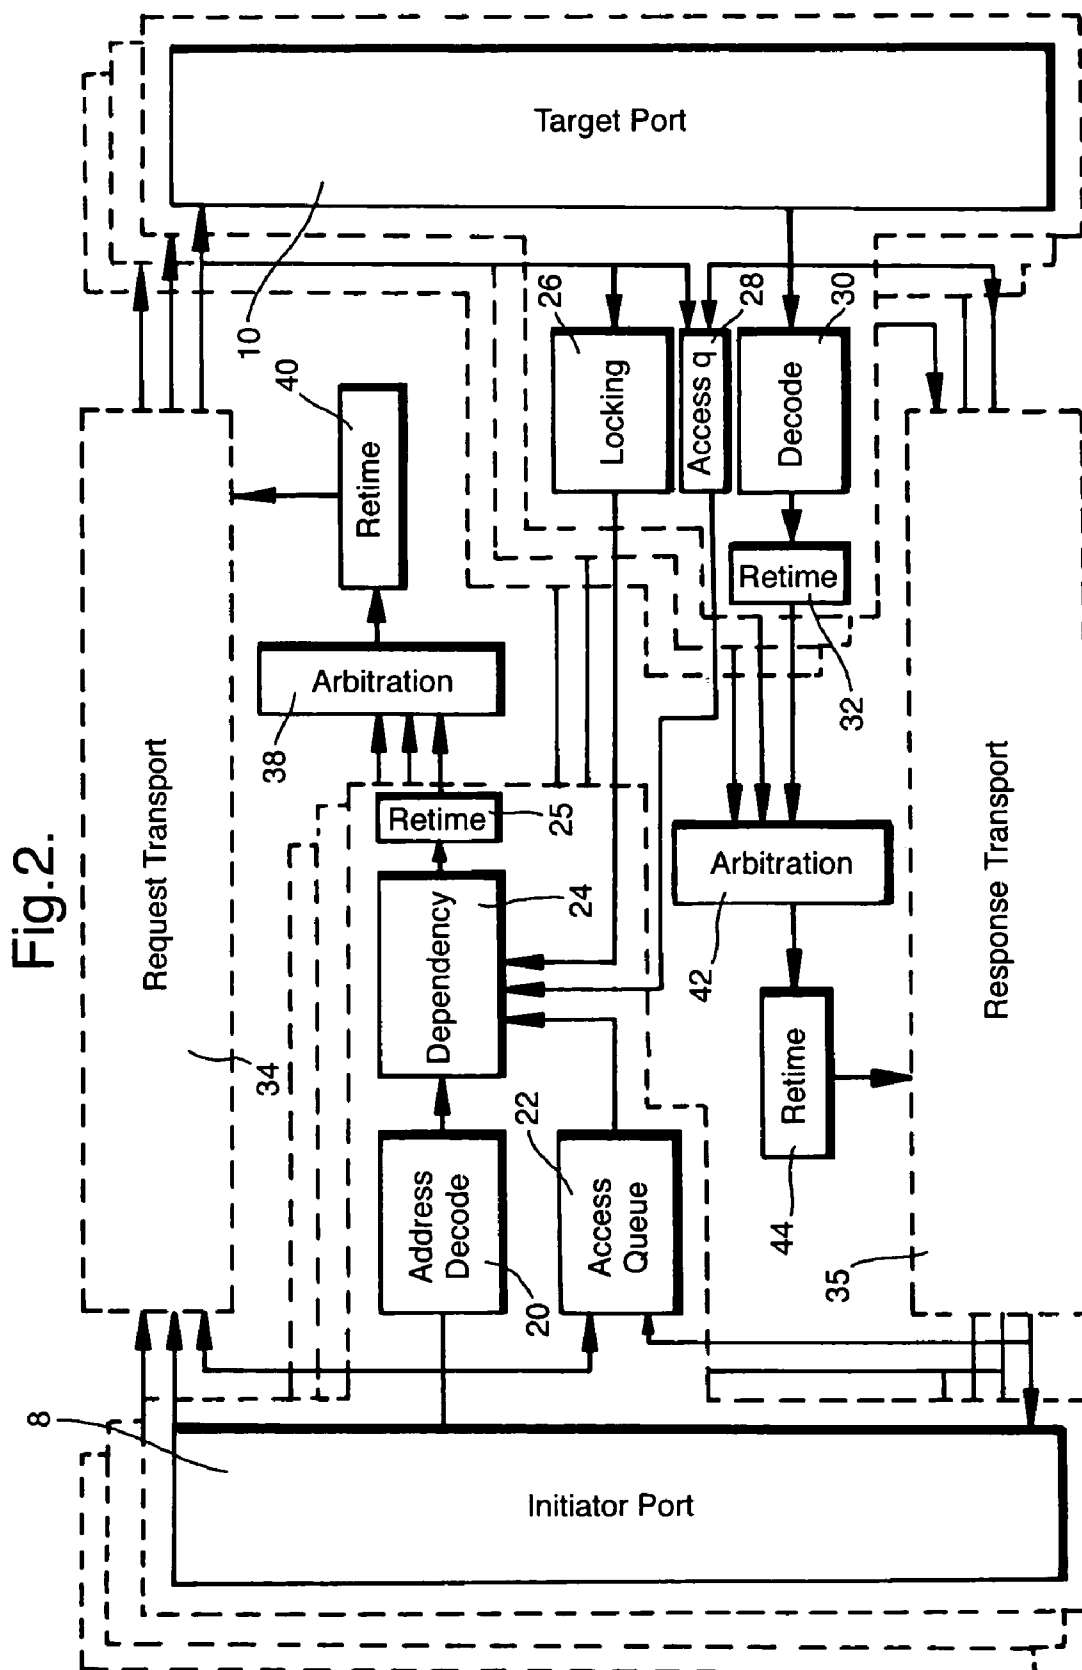 Fig.2.
Request Transport
34
Initiator Port
8
Address
Decode
20
Access
Queue
22
Dependency
24
Retime
25
Arbitration
38
Retime
40
Target Port
10
Locking
26
Access q
28
Decode
30
Retime
32
Arbitration
42
Retime
44
Response Transport
35